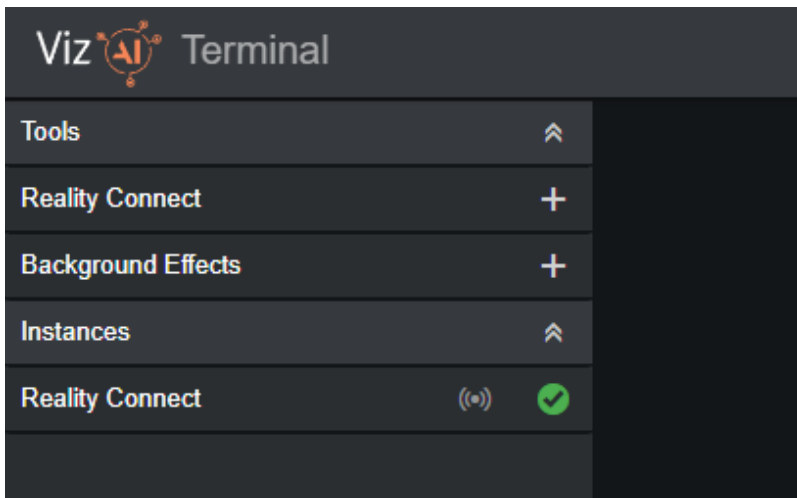 Viz AI Terminal
Tools
Reality Connect
Background Effects
Instances
Reality Connect